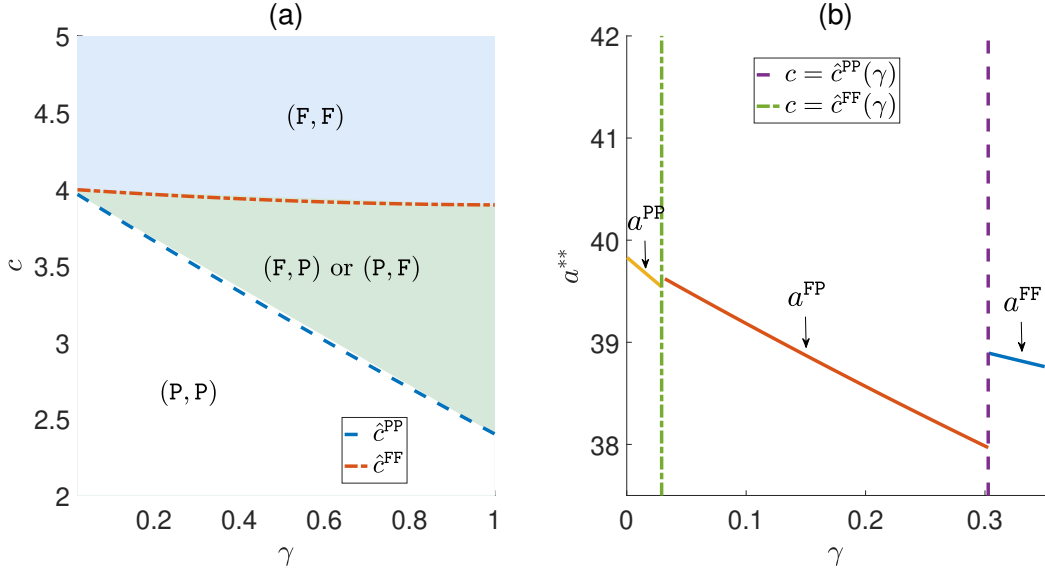 (a)
5
4.5
4
3.5
3
2.5
2
c
(F, F)
(F, P) or (P, F)
(P, P)
ĉ^PP
ĉ^FF
0.2
0.4
0.6
0.8
1
γ
(b)
42
41
40
39
38
a**
c = ĉ^PP(γ)
c = ĉ^FF(γ)
a^PP
a^FP
a^FF
0
0.1
0.2
0.3
γ